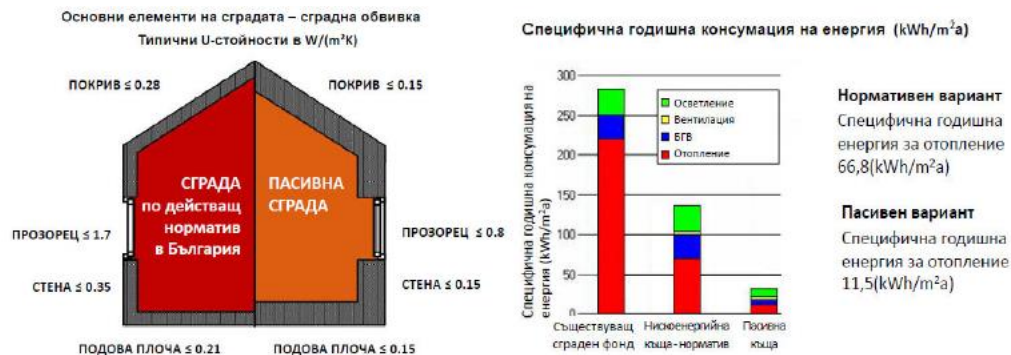 Основни елементи на сградата – сградна обвивка
Типични U-стойности в W/(m²K)
ПОКРИВ ≤ 0.28
ПОКРИВ ≤ 0.15
СГРАДА
по действащ
норматив
в България
ПАСИВНА
СГРАДА
ПРОЗОРЕЦ ≤ 1.7
ПРОЗОРЕЦ ≤ 0.8
СТЕНА ≤ 0.35
СТЕНА ≤ 0.15
ПОДОВА ПЛОЧА ≤ 0.21
ПОДОВА ПЛОЧА ≤ 0.15
Специфична годишна консумация на енергия (kWh/m²a)
Специфична годишна консумация на
енергия (kWh/m²a)
300
250
200
150
100
50
0
Осветление
Вентилация
БГВ
Отопление
Съществуващ
сграден фонд
Нискоенергийна
къща-норматив
Пасивна
къща
Нормативен вариант
Специфична годишна
енергия за отопление
66,8(kWh/m²a)
Пасивен вариант
Специфична годишна
енергия за отопление
11,5(kWh/m²a)